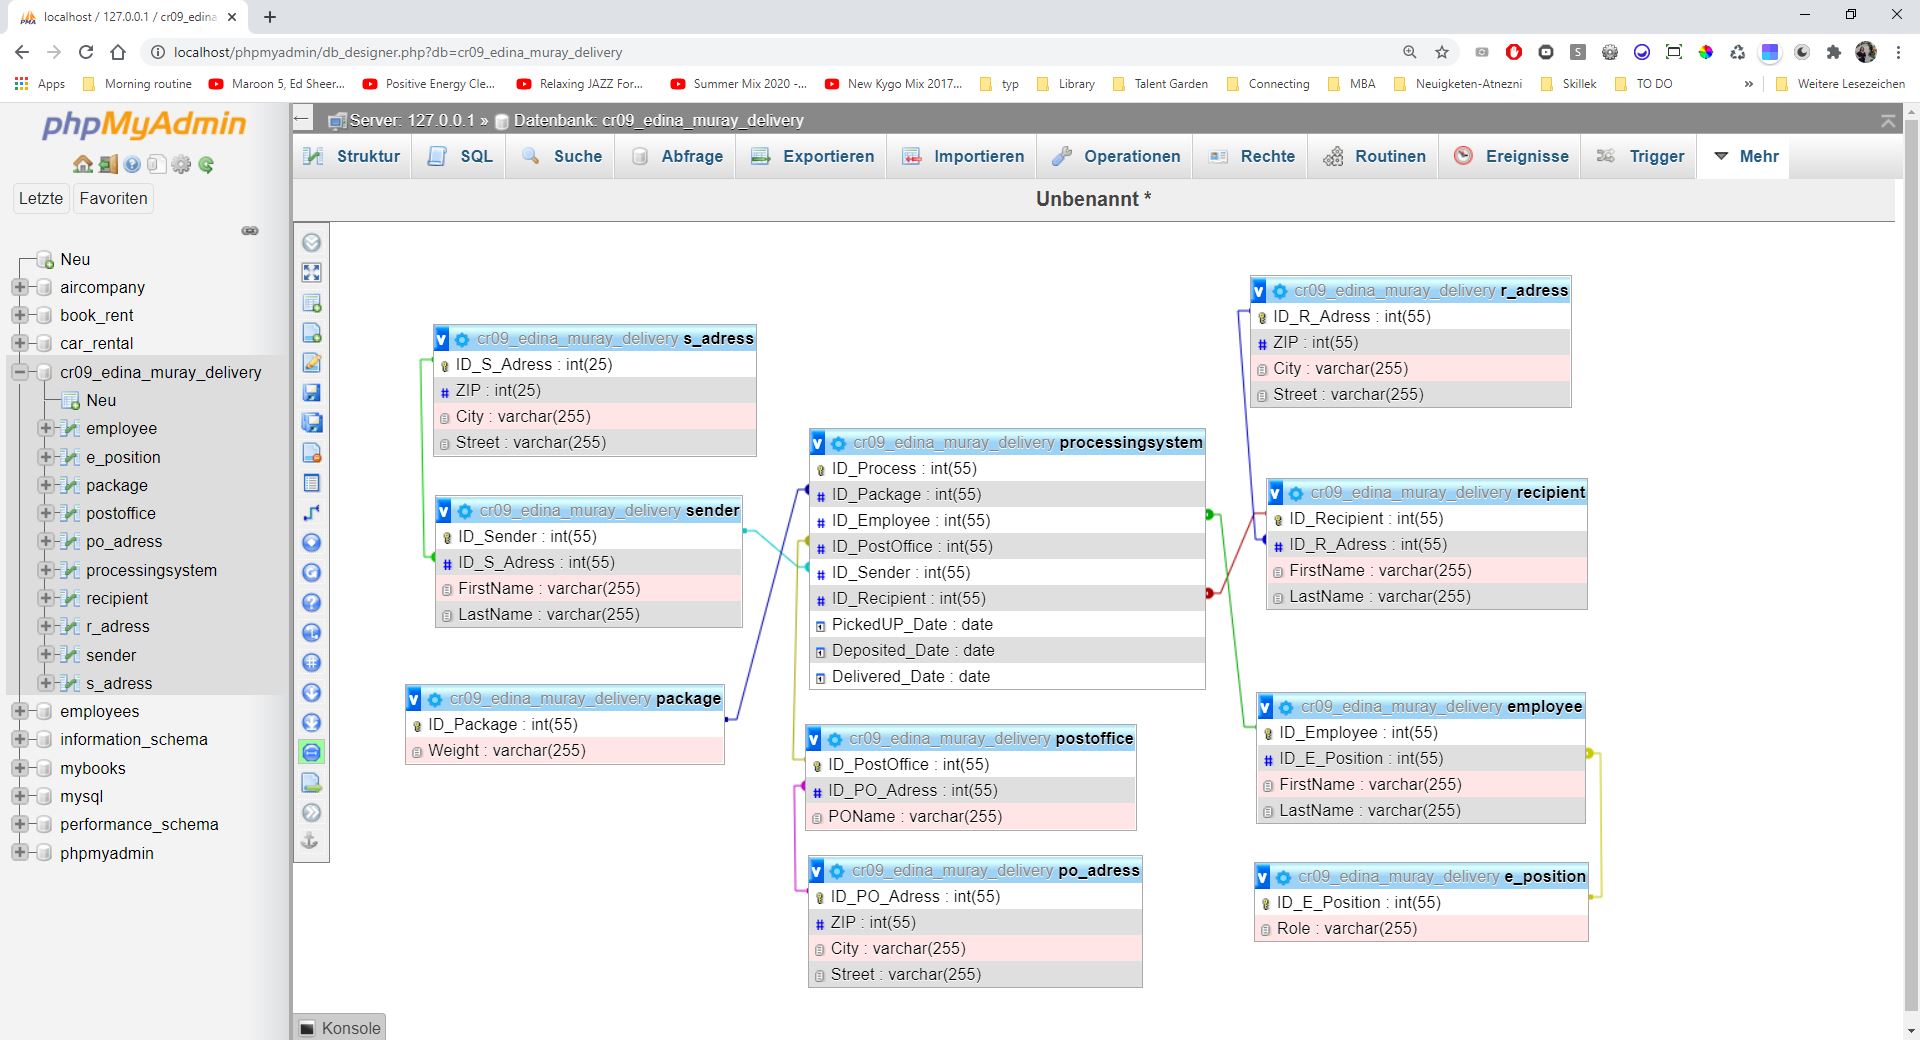 localhost / 127.0.0.1 / cr09_edina
localhost/phpmyadmin/db_designer.php?db=cr09_edina_muray_delivery
Apps
Morning routine
Maroon 5, Ed Sheer...
Positive Energy Cle...
Relaxing JAZZ For...
Summer Mix 2020 -...
New Kygo Mix 2017...
typ
Library
Talent Garden
Connecting
MBA
Neuigketen-Atnezni
Skillek
TO DO
»
Weitere Lesezeichen
phpMyAdmin
Letzte
Favoriten
Neu
aircompany
book_rent
car_rental
cr09_edina_muray_delivery
Neu
employee
e_position
package
postoffice
po_adress
processingsystem
recipient
r_adress
sender
s_adress
employees
information_schema
mybooks
mysql
performance_schema
phpmyadmin
Server: 127.0.0.1 » Datenbank: cr09_edina_muray_delivery
Struktur
SQL
Suche
Abfrage
Exportieren
Importieren
Operationen
Rechte
Routinen
Ereignisse
Trigger
Mehr
Unbenannt *
cr09_edina_muray_delivery s_adress
ID_S_Adress : int(25)
ZIP : int(25)
City : varchar(255)
Street : varchar(255)
cr09_edina_muray_delivery sender
ID_Sender : int(55)
ID_S_Adress : int(55)
FirstName : varchar(255)
LastName : varchar(255)
cr09_edina_muray_delivery package
ID_Package : int(55)
Weight : varchar(255)
cr09_edina_muray_delivery processingsystem
ID_Process : int(55)
ID_Package : int(55)
ID_Employee : int(55)
ID_PostOffice : int(55)
ID_Sender : int(55)
ID_Recipient : int(55)
PickedUP_Date : date
Deposited_Date : date
Delivered_Date : date
cr09_edina_muray_delivery postoffice
ID_PostOffice : int(55)
ID_PO_Adress : int(55)
POName : varchar(255)
cr09_edina_muray_delivery po_adress
ID_PO_Adress : int(55)
ZIP : int(55)
City : varchar(255)
Street : varchar(255)
cr09_edina_muray_delivery r_adress
ID_R_Adress : int(55)
ZIP : int(55)
City : varchar(255)
Street : varchar(255)
cr09_edina_muray_delivery recipient
ID_Recipient : int(55)
ID_R_Adress : int(55)
FirstName : varchar(255)
LastName : varchar(255)
cr09_edina_muray_delivery employee
ID_Employee : int(55)
ID_E_Position : int(55)
FirstName : varchar(255)
LastName : varchar(255)
cr09_edina_muray_delivery e_position
ID_E_Position : int(55)
Role : varchar(255)
Konsole